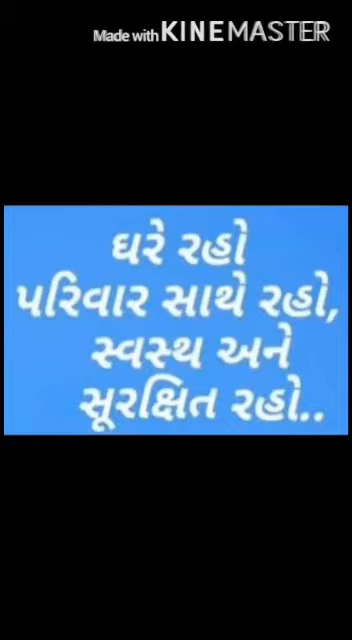 Made with KINEMASTER
ઘરે રહો
પરિવાર સાથે રહો,
સ્વસ્થ અને
સૂરક્ષિત રહો..